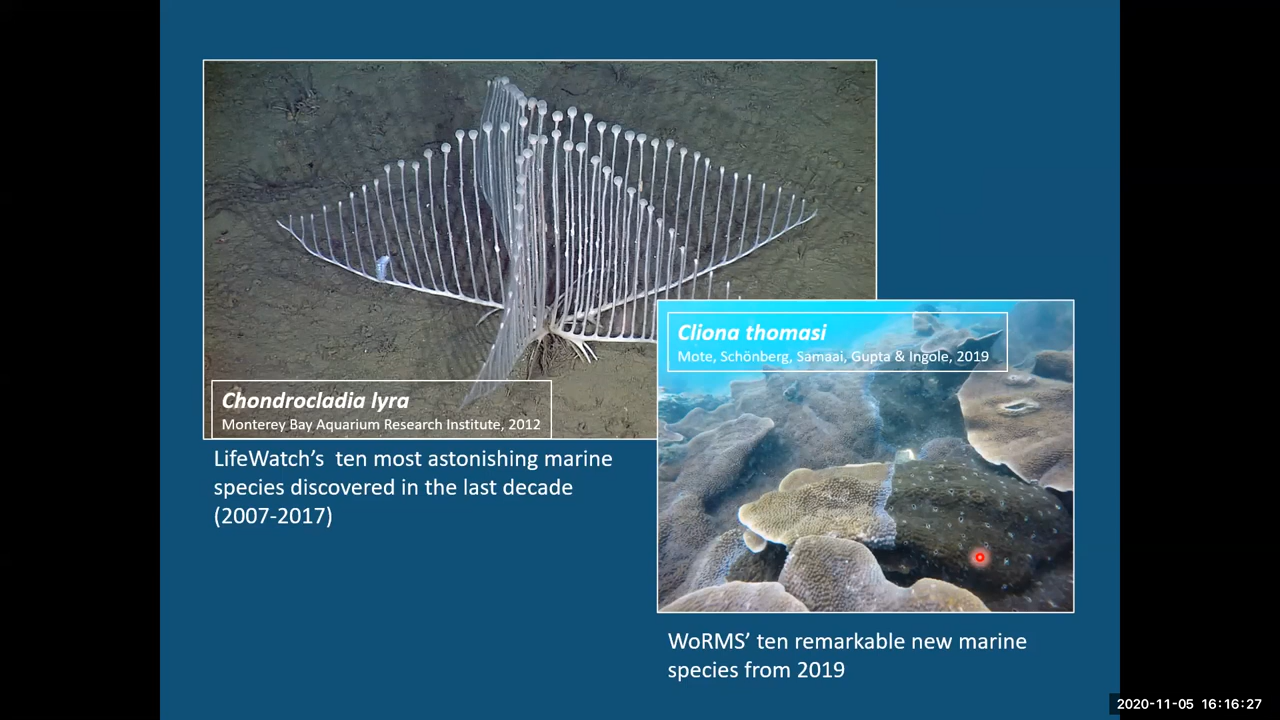 Chondrocladia lyra
Monterey Bay Aquarium Research Institute, 2012
LifeWatch's ten most astonishing marine
species discovered in the last decade
(2007-2017)
Cliona thomasi
Mote, Schönberg, Samaai, Gupta & Ingole, 2019
WoRMS' ten remarkable new marine
species from 2019
2020-11-05 16:16:27